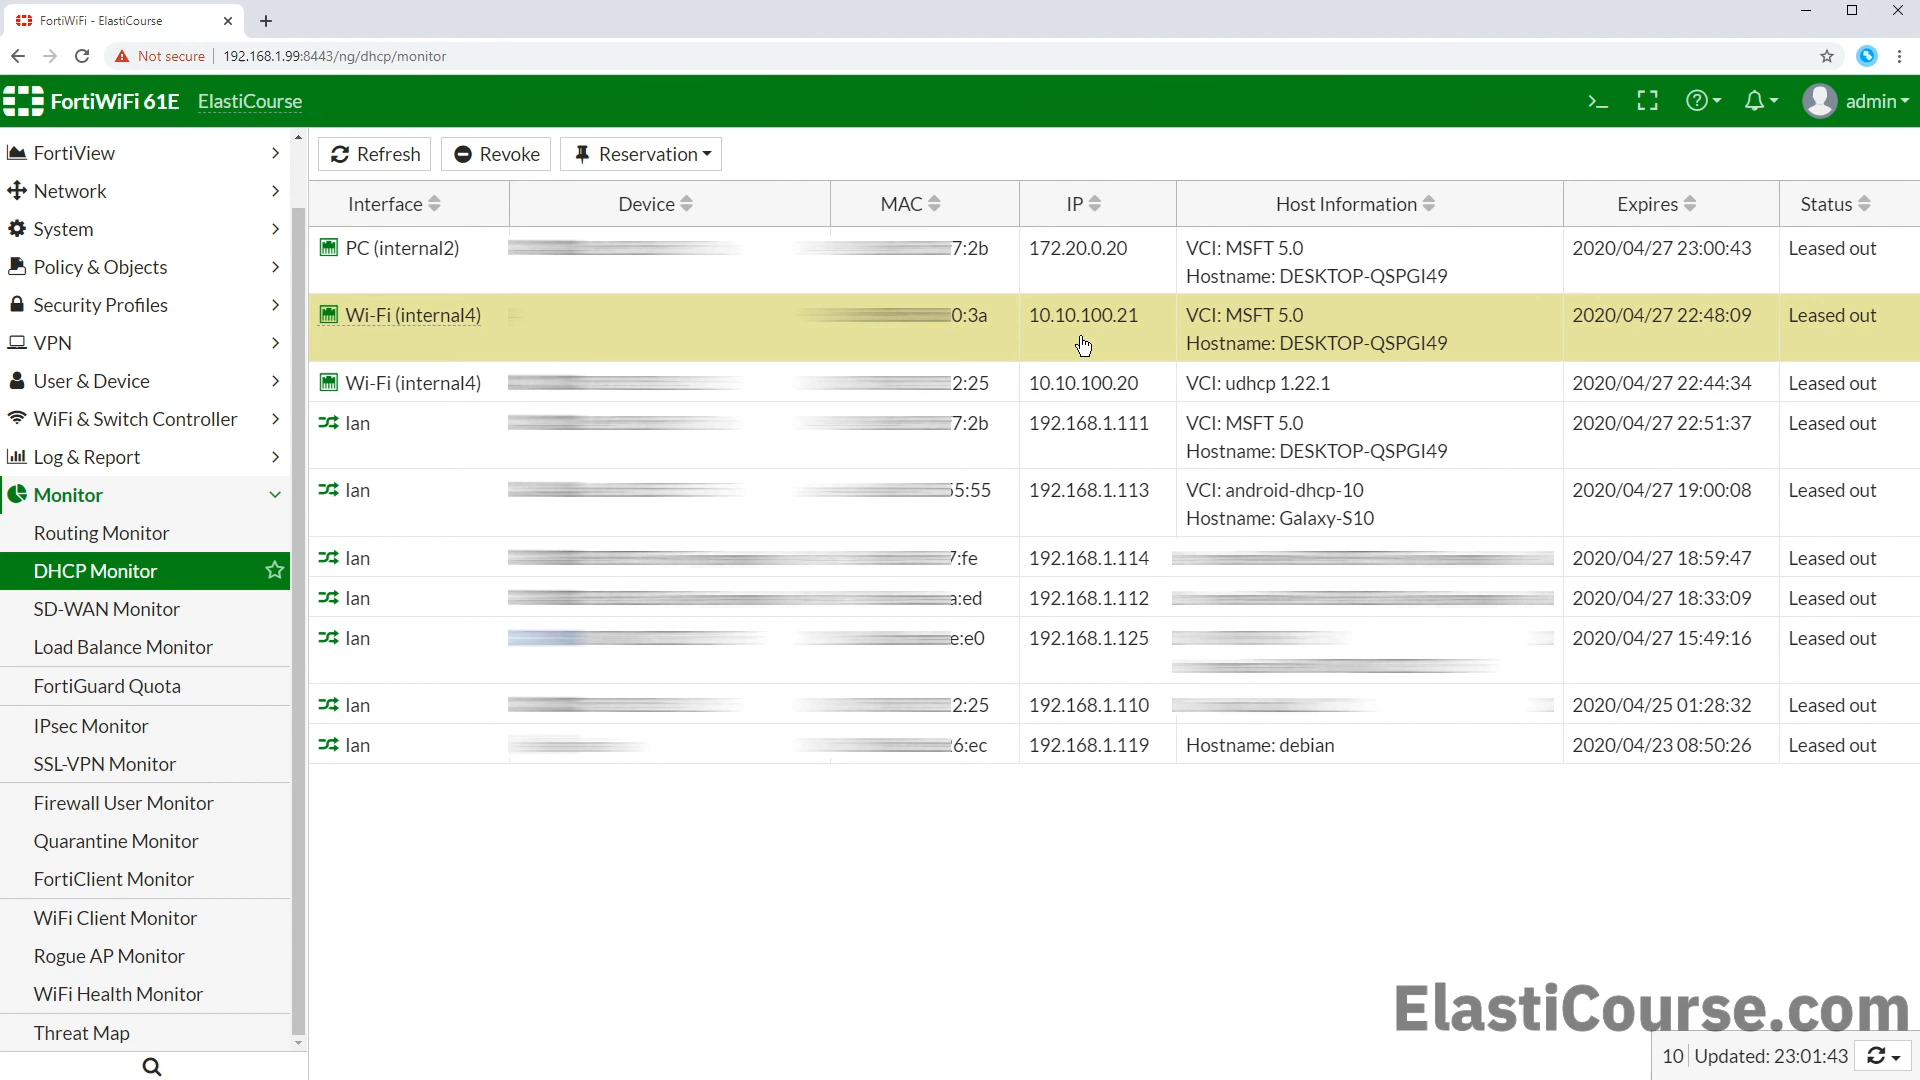 FortiWiFi - ElastiCourse
Not secure
192.168.1.99:8443/ng/dhcp/monitor
FortiWiFi 61E ElastiCourse
admin
FortiView
Network
System
Policy & Objects
Security Profiles
VPN
User & Device
WiFi & Switch Controller
Log & Report
Monitor
Routing Monitor
DHCP Monitor
SD-WAN Monitor
Load Balance Monitor
FortiGuard Quota
IPsec Monitor
SSL-VPN Monitor
Firewall User Monitor
Quarantine Monitor
FortiClient Monitor
WiFi Client Monitor
Rogue AP Monitor
WiFi Health Monitor
Threat Map
Refresh Revoke Reservation
Interface Device MAC IP Host Information Expires Status
PC (internal2) 7:2b 172.20.0.20 VCI: MSFT 5.0 2020/04/27 23:00:43 Leased out
Hostname: DESKTOP-QSPGI49
Wi-Fi (internal4) 0:3a 10.10.100.21 VCI: MSFT 5.0 2020/04/27 22:48:09 Leased out
Hostname: DESKTOP-QSPGI49
Wi-Fi (internal4) 2:25 10.10.100.20 VCI: udhcp 1.22.1 2020/04/27 22:44:34 Leased out
lan 7:2b 192.168.1.111 VCI: MSFT 5.0 2020/04/27 22:51:37 Leased out
Hostname: DESKTOP-QSPGI49
lan 5:55 192.168.1.113 VCI: android-dhcp-10 2020/04/27 19:00:08 Leased out
Hostname: Galaxy-S10
lan :fe 192.168.1.114 2020/04/27 18:59:47 Leased out
lan a:ed 192.168.1.112 2020/04/27 18:33:09 Leased out
lan e:e0 192.168.1.125 2020/04/27 15:49:16 Leased out
lan 2:25 192.168.1.110 2020/04/25 01:28:32 Leased out
lan 6:ec 192.168.1.119 Hostname: debian 2020/04/23 08:50:26 Leased out
ElastiCourse.com
10 Updated: 23:01:43